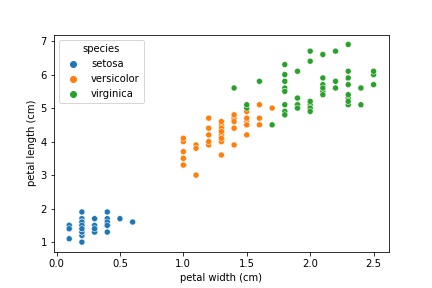 species
setosa
versicolor
virginica
petal length (cm)
7
6
5
4
3
2
1
0.0 0.5 1.0 1.5 2.0 2.5
petal width (cm)